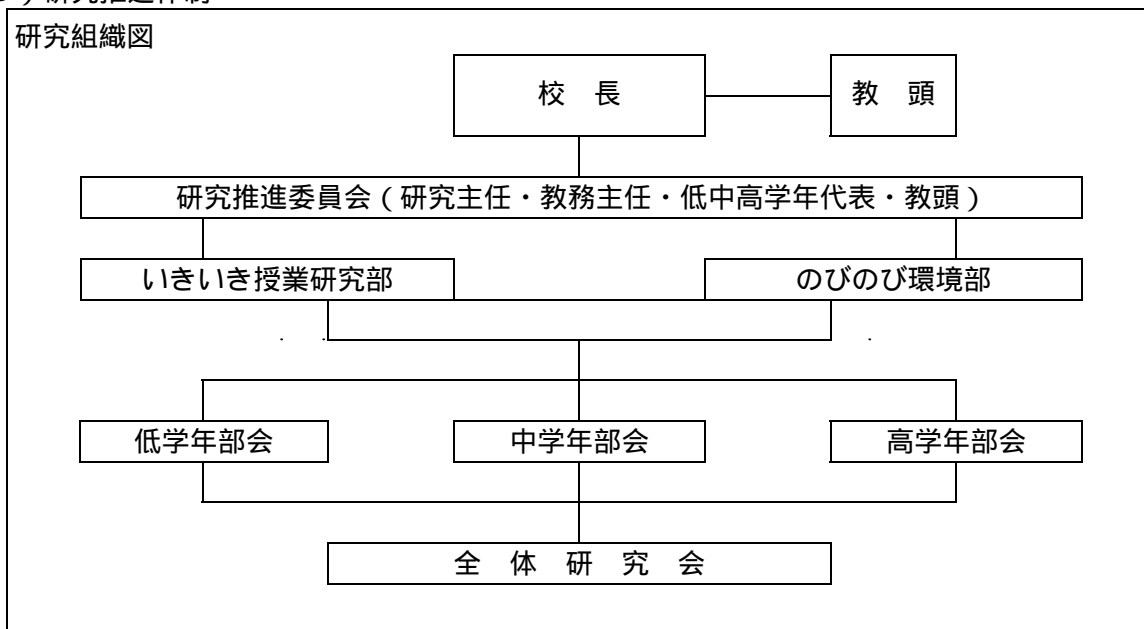 研究組織図
校　長
教　頭
研究推進委員会（研究主任・教務主任・低中高学年代表・教頭）
いきいき授業研究部
のびのび環境部
低学年部会
中学年部会
高学年部会
全　体　研　究　会